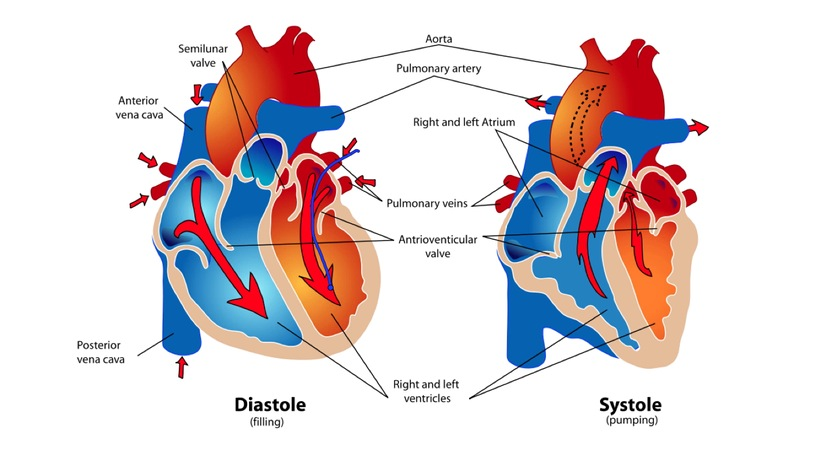 Aorta
Semilunar
valve
Pulmonary artery
Anterior
vena cava
Right and left Atrium
Pulmonary veins
Antrioventicular
valve
Posterior
vena cava
Right and left
ventricles
Diastole
(filling)
Systole
(pumping)